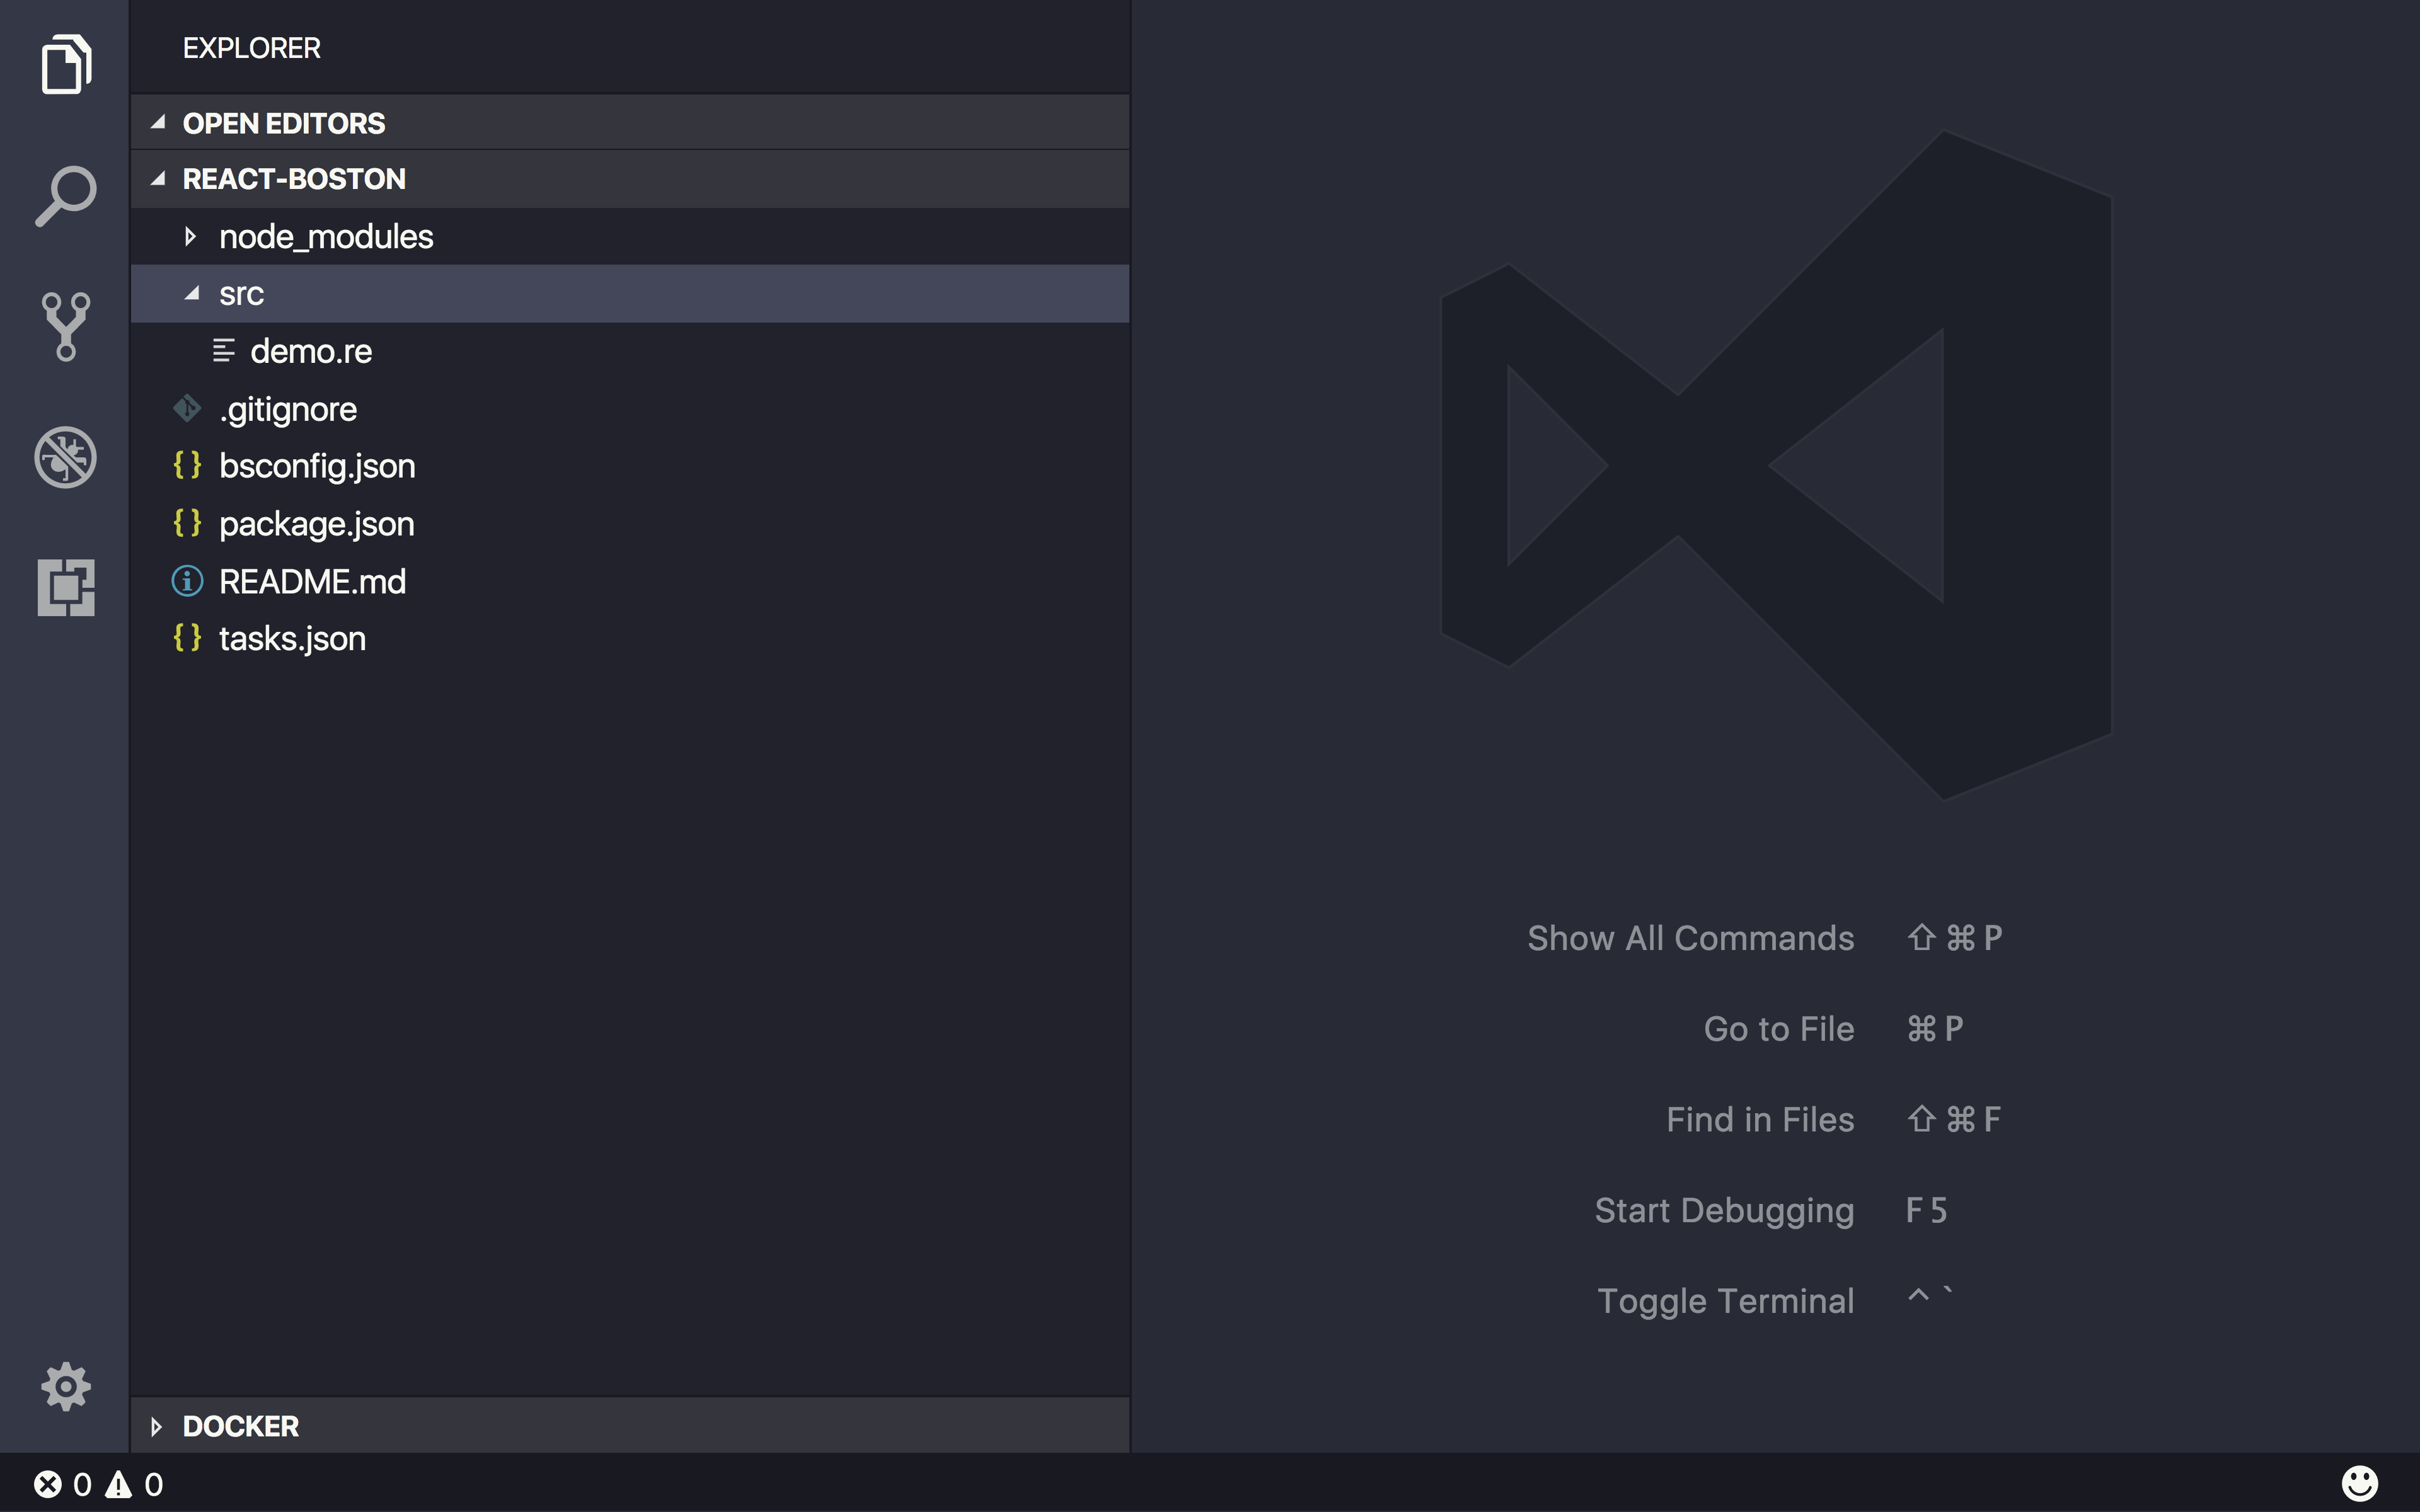 EXPLORER
OPEN EDITORS
REACT-BOSTON
node_modules
src
demo.re
.gitignore
{} bsconfig.json
{} package.json
README.md
{} tasks.json
Show All Commands ⇧⌘P
Go to File ⌘P
Find in Files ⇧⌘F
Start Debugging F5
Toggle Terminal ^`
DOCKER
0 0